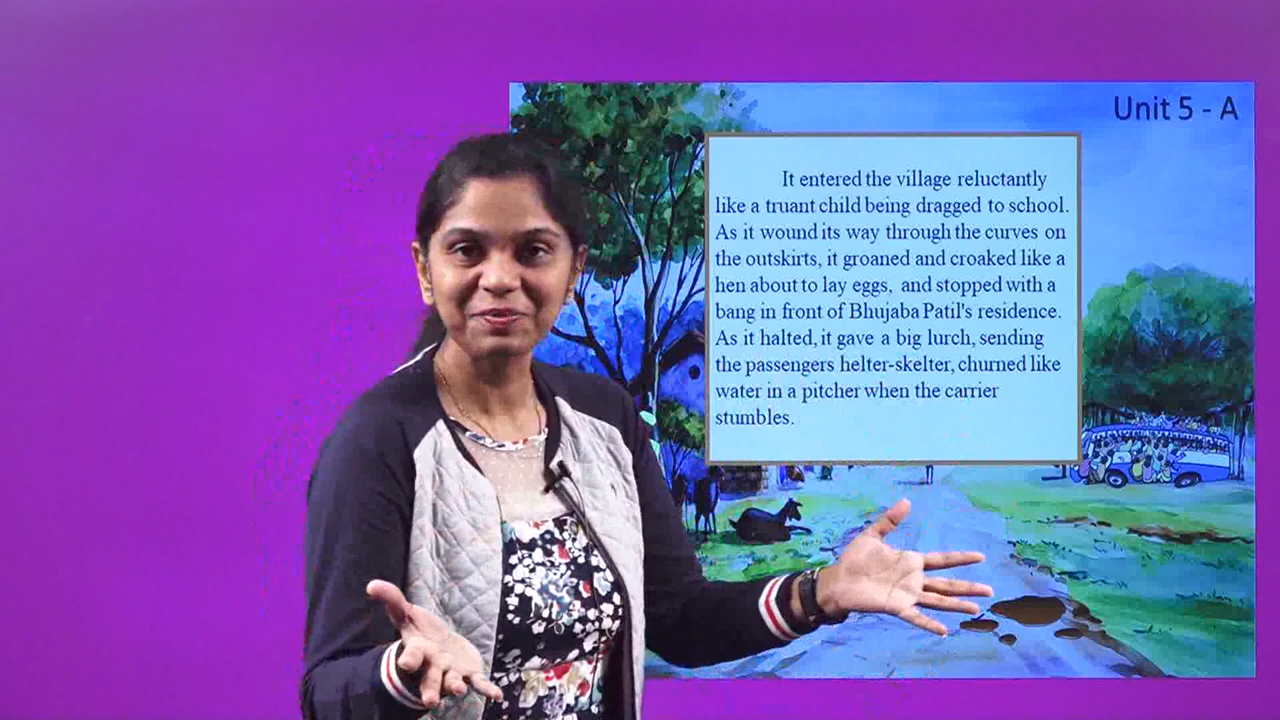 Unit 5 - A
It entered the village reluctantly
like a truant child being dragged to school.
As it wound its way through the curves on
the outskirts, it groaned and croaked like a
hen about to lay eggs, and stopped with a
bang in front of Bhujaba Patil's residence.
As it halted, it gave a big lurch, sending
the passengers helter-skelter, churned like
water in a pitcher when the carrier
stumbles.